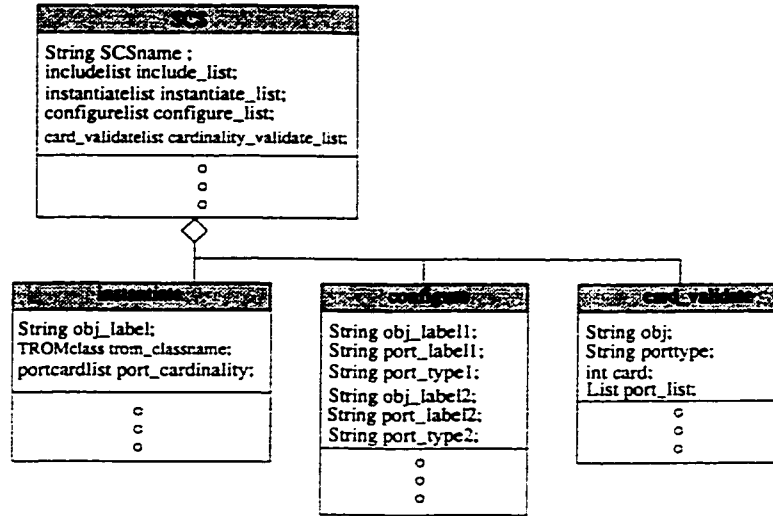 SCS
String SCSname ;
includelist include_list;
instantiatelist instantiate_list;
configurelist configure_list;
card_validatelist cardinality_validate_list;
instantiate
String obj_label;
TROMclass trom_classname;
portcardlist port_cardinality;
configure
String obj_label1;
String port_label1;
String port_type1;
String obj_label2;
String port_label2;
String port_type2;
card_validate
String obj;
String porttype;
int card;
List port_list;